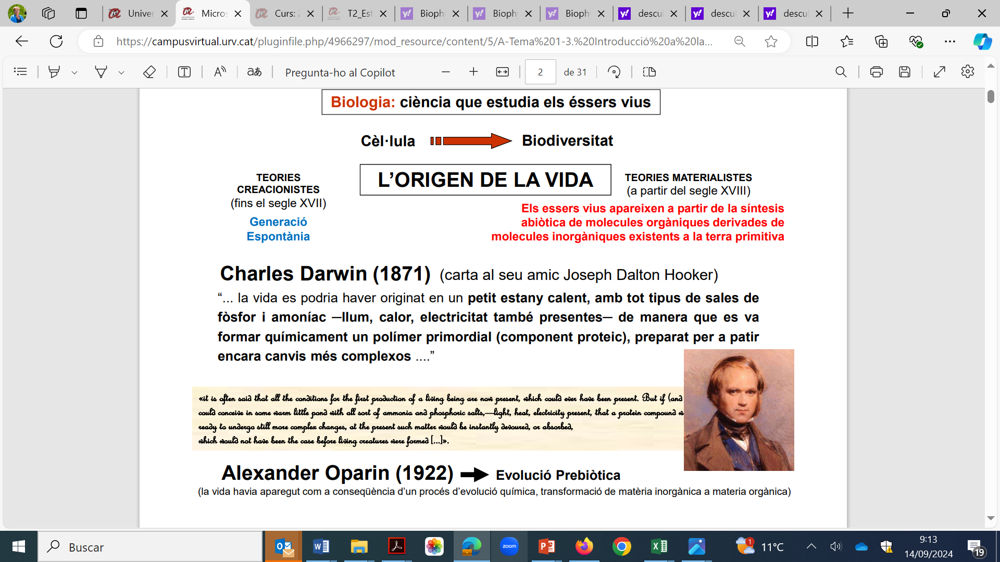 Univer
Micros
Curs: 2
T2_Est
Biophy
Biophy
Biophy
descu
descu
descu
https://campusvirtual.urv.cat/pluginfile.php/4966297/mod_resource/content/5/A-Tema%201-3.%20Introducció%20a%20la...
Pregunta-ho al Copilot
2
de 31
Biologia: ciència que estudia els éssers vius
Cèl·lula
Biodiversitat
TEORIES
CREACIONISTES
(fins el segle XVII)
Generació
Espontània
L’ORIGEN DE LA VIDA
TEORIES MATERIALISTES
(a partir del segle XVIII)
Els essers vius apareixen a partir de la síntesis
abiòtica de molecules orgàniques derivades de
molecules inorgàniques existents a la terra primitiva
Charles Darwin (1871) (carta al seu amic Joseph Dalton Hooker)
“... la vida es podria haver originat en un petit estany calent, amb tot tipus de sales de
fòsfor i amoníac —llum, calor, electricitat també presentes— de manera que es va
formar químicament un polímer primordial (component proteic), preparat per a patir
encara canvis més complexos ....”
«it is often said that all the conditions for the first production of a living being are now present, which could ever have been present. But if (and
could conceive in some warm little pond with all sort of ammonia and phosphoric salts,—light, heat, electricity present, that a protein compound w
ready to undergo still more complex changes, at the present such matter would be instantly devoured, or absorbed,
which would not have been the case before living creatures were formed [...]».
Alexander Oparin (1922)
Evolució Prebiòtica
(la vida havia aparegut com a conseqüència d’un procés d’evolució química, transformació de matèria inorgànica a materia orgànica)
Buscar
zoom
1
11°C
9:13
14/09/2024
19